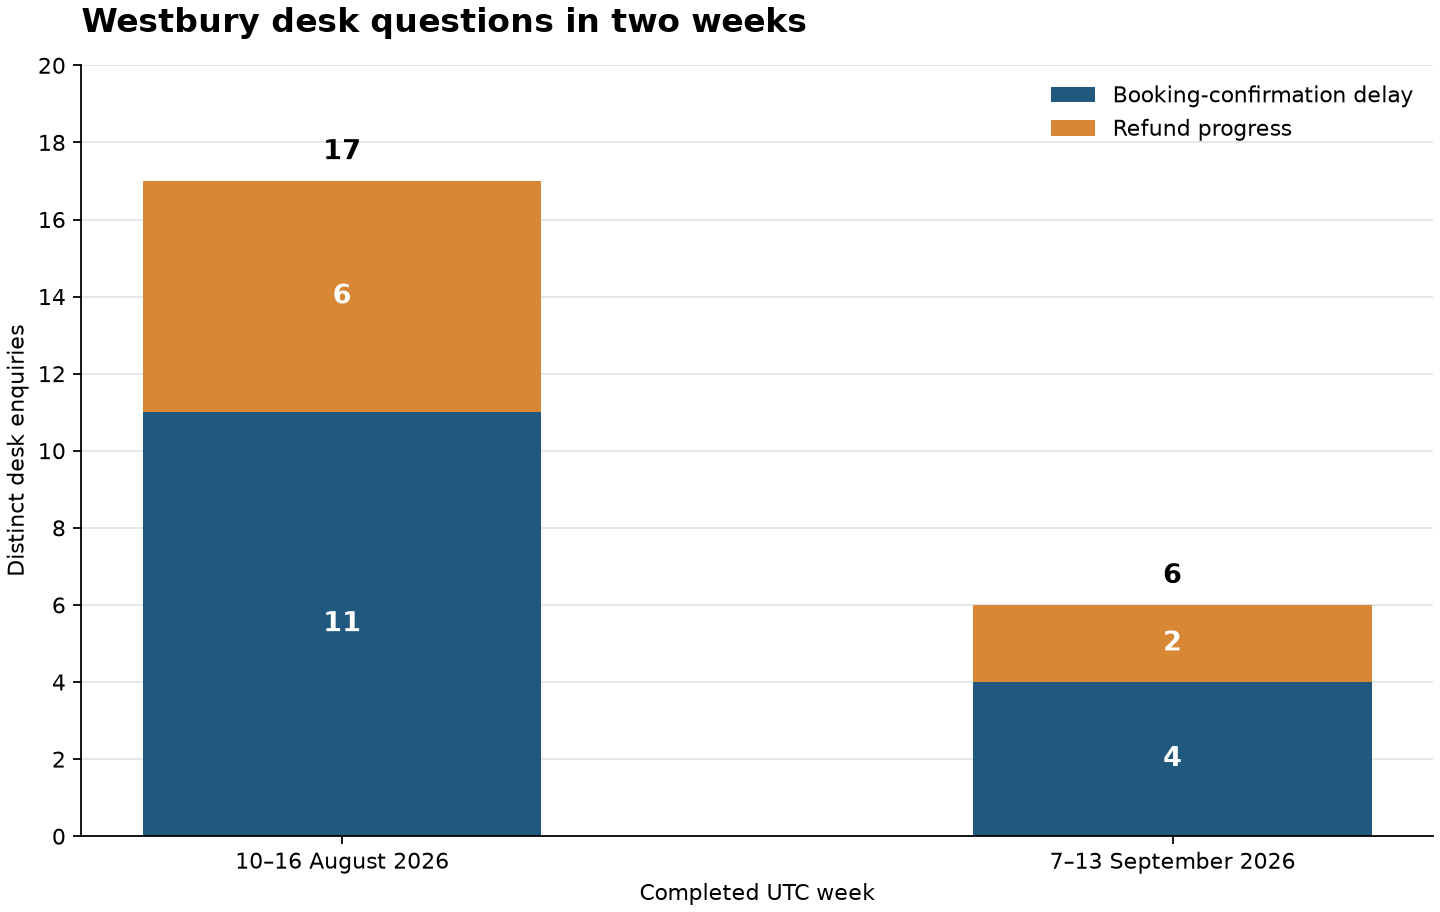 Westbury desk questions in two weeks
Booking-confirmation delay
Refund progress
Distinct desk enquiries
20
18
16
14
12
10
8
6
4
2
0
17
6
11
6
2
4
10–16 August 2026
7–13 September 2026
Completed UTC week